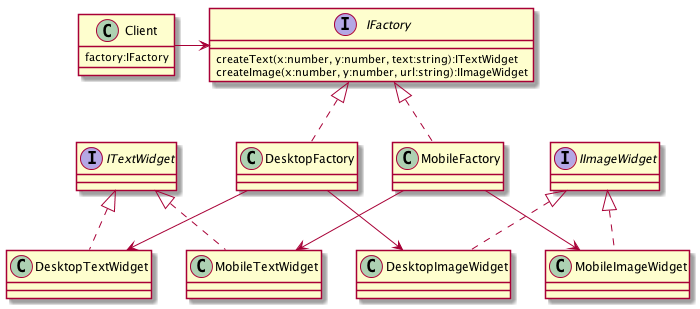 C Client
factory:IFactory
I IFactory
createText(x:number, y:number, text:string):ITextWidget
createImage(x:number, y:number, url:string):IImageWidget
I ITextWidget
C DesktopFactory
C MobileFactory
I IImageWidget
C DesktopTextWidget
C MobileTextWidget
C DesktopImageWidget
C MobileImageWidget